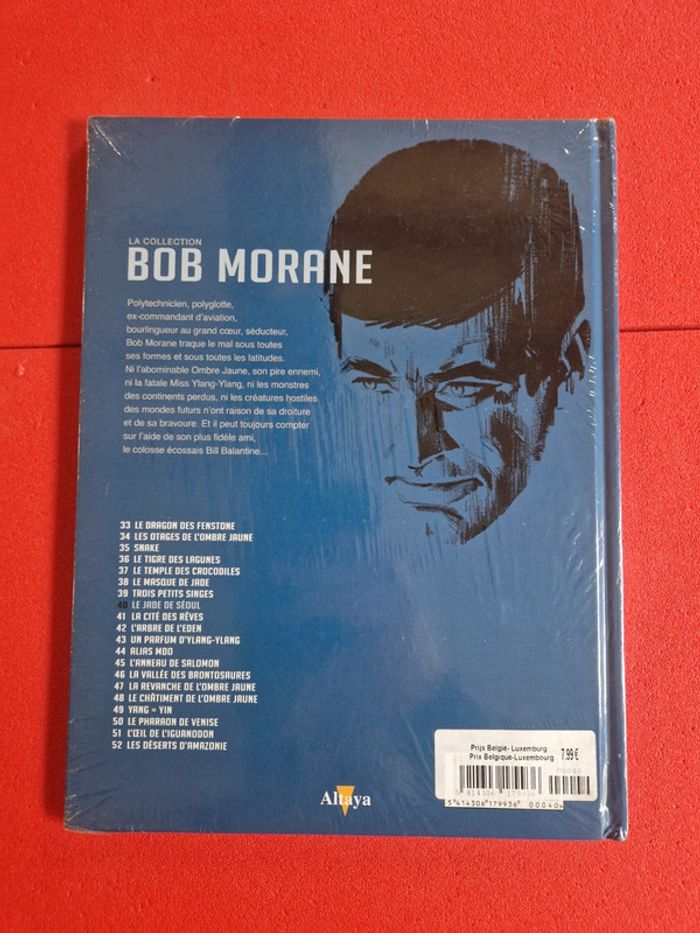 LA COLLECTION
BOB MORANE
Polytechnicien, polyglotte,
ex-commandant d'aviation,
bourlingueur au grand cœur, séducteur,
Bob Morane traque le mal sous toutes
ses formes et sous toutes les latitudes.
Ni l'abominable Ombre Jaune, son pire ennemi,
ni la fatale Miss Ylang-Ylang, ni les monstres
des continents perdus, ni les créatures hostiles
des mondes futurs n'ont raison de sa droiture
et de sa bravoure. Et il peut toujours compter
sur l'aide de son plus fidèle ami,
le colosse écossais Bill Balantine...
33 LE DRAGON DES FENSTONE
34 LES OTAGES DE L'OMBRE JAUNE
35 SNAKE
36 LE TIGRE DES LAGUNES
37 LE TEMPLE DES CROCODILES
38 LE MASQUE DE JADE
39 TROIS PETITS SINGES
40 LE JADE DE SÉOUL
41 LA CITÉ DES RÊVES
42 L'ARBRE DE L'EDEN
43 UN PARFUM D'YLANG-YLANG
44 ALIAS MDO
45 L'ANNEAU DE SALOMON
46 LA VALLÉE DES BRONTOSAURES
47 LA REVANCHE DE L'OMBRE JAUNE
48 LE CHÂTIMENT DE L'OMBRE JAUNE
49 YANG = YIN
50 LE PHARAON DE VENISE
51 L'ŒIL DE L'IGUANODON
52 LES DÉSERTS D'AMAZONIE
Prijs België- Luxemburg
Prix Belgique-Luxembourg 7.99 €
00040
5 414306 179936
5 414306 179936 00040
Altaya